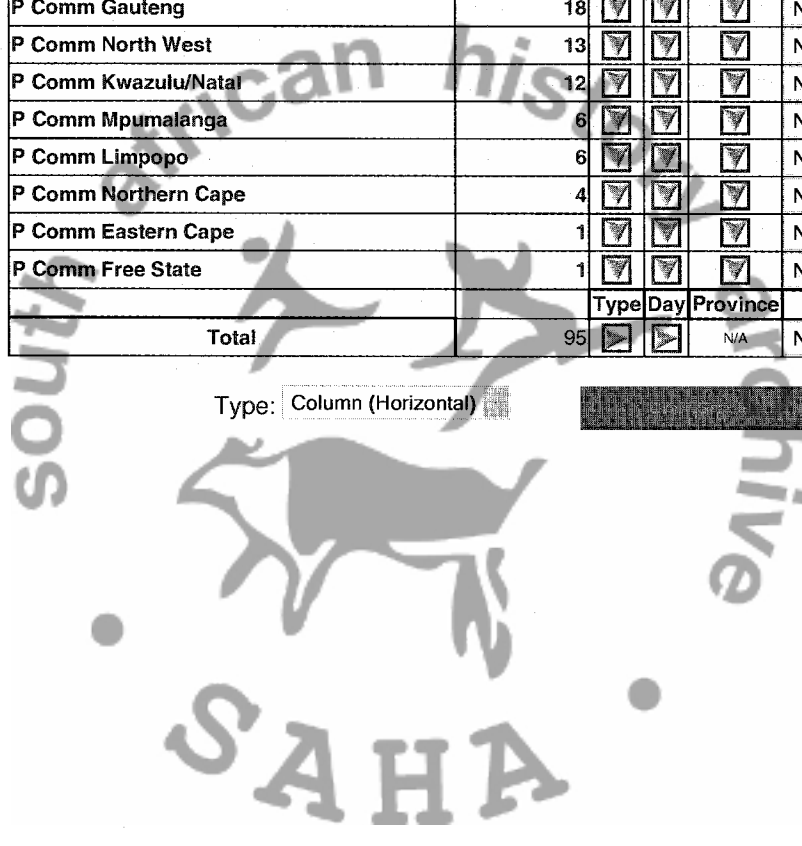 P Comm Gauteng 18
P Comm North West 13
P Comm Kwazulu/Natal 12
P Comm Mpumalanga 6
P Comm Limpopo 6
P Comm Northern Cape 4
P Comm Eastern Cape 1
P Comm Free State 1
Type Day Province
Total 95 N/A
Type: Column (Horizontal)
south african history archive
SAHA